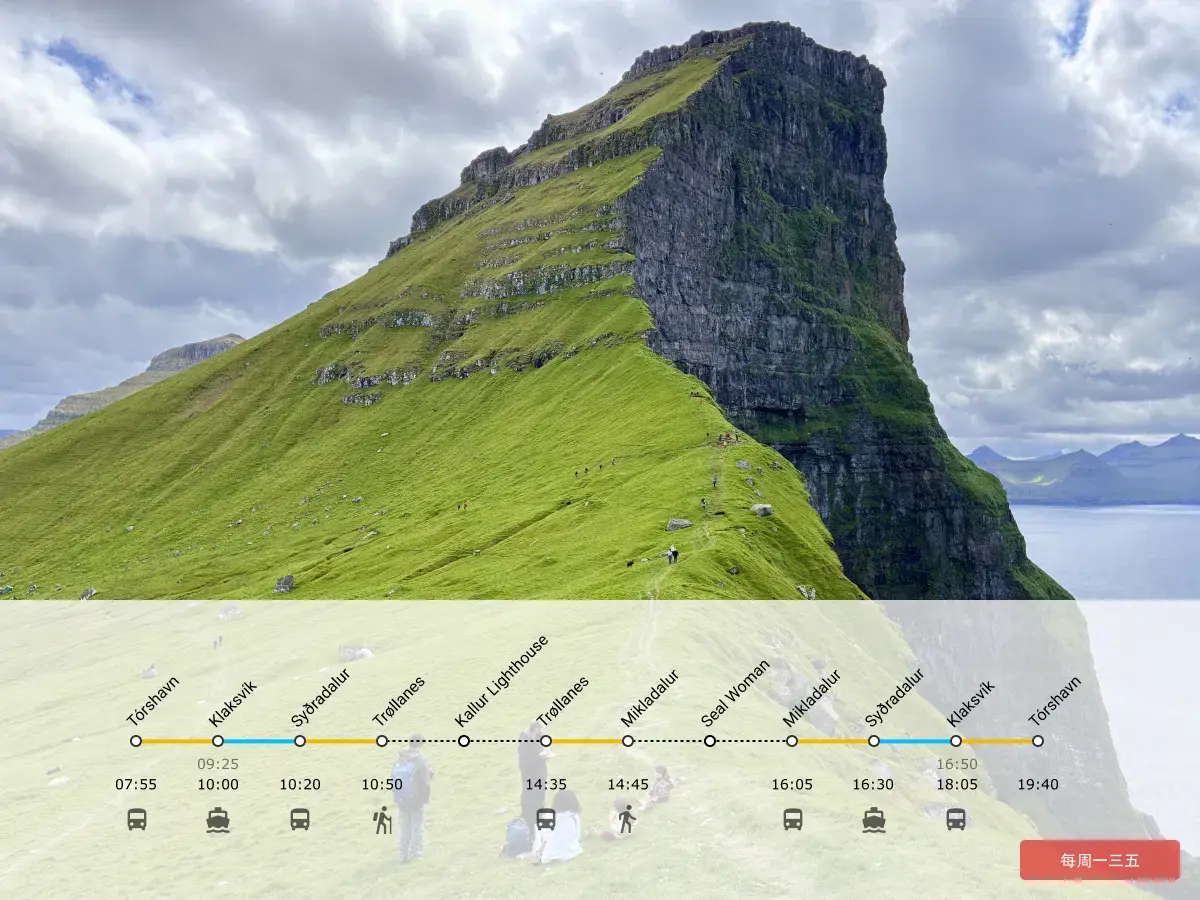 Tórshavn
Klaksvík
Syðradalur
Trøllanes
Kallur Lighthouse
Trøllanes
Mikladalur
Seal Woman
Mikladalur
Syðradalur
Klaksvík
Tórshavn
09:25 16:50
07:55 10:00 10:20 10:50 14:35 14:45 16:05 16:30 18:05 19:40
每周一三五